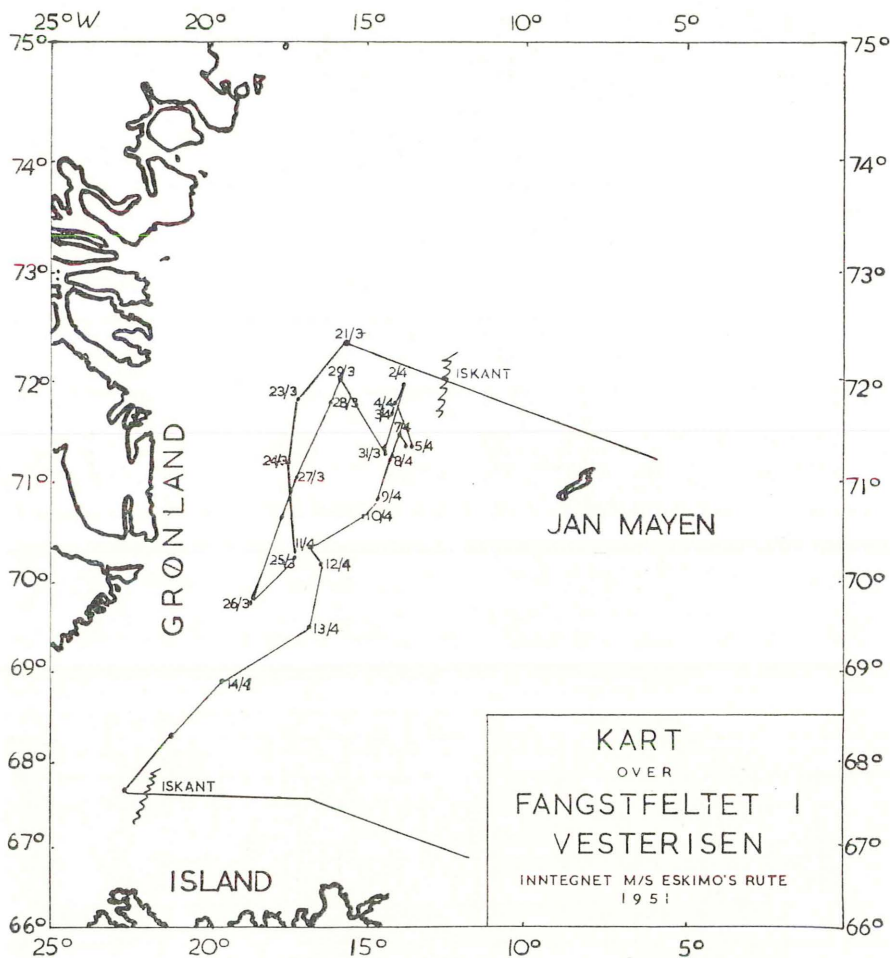 25° W 20° 15° 10° 5°
75° 75°
74° 74°
73° 73°
21/3
29/3 2/4 ISKANT
72° 72°
23/3 28/3 4/4
7/4
31/3 5/4
24/3 8/4
27/3
71° 71°
9/4
10/4 JAN MAYEN
GRØNLAND
11/4
25/3 12/4
70° 70°
26/3
13/4
69° 69°
14/4
68° 68°
ISKANT
67° 67°
ISLAND
66° 66°
25° 20° 15° 10° 5°
KART
OVER
FANGSTFELTET I
VESTERISEN
INNTEGNET M/S ESKIMO'S RUTE
1951